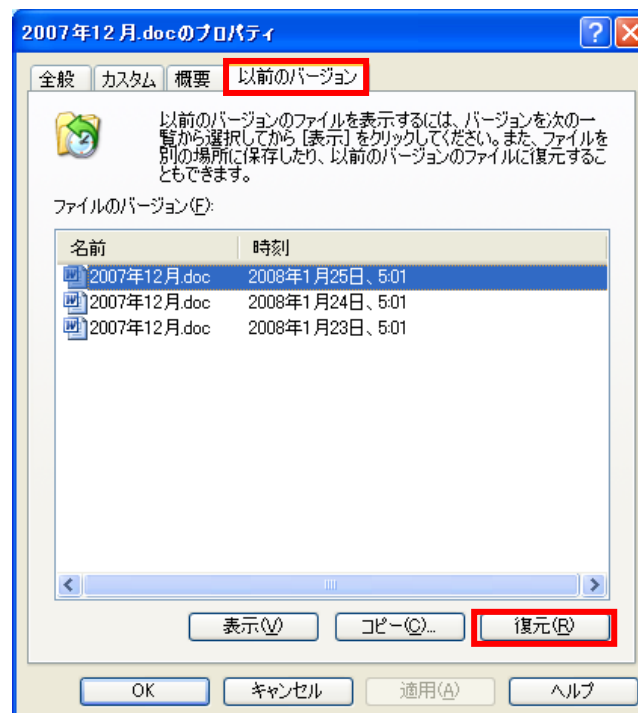 2007年12月.docのプロパティ
全般 カスタム 概要 以前のバージョン
以前のバージョンのファイルを表示するには、バージョンを次の一
覧から選択してから [表示] をクリックしてください。また、ファイルを
別の場所に保存したり、以前のバージョンのファイルに復元するこ
ともできます。
ファイルのバージョン(F):
名前 時刻
2007年12月.doc 2008年1月25日、5:01
2007年12月.doc 2008年1月24日、5:01
2007年12月.doc 2008年1月23日、5:01
表示(V) コピー(C)... 復元(R)
OK キャンセル 適用(A) ヘルプ